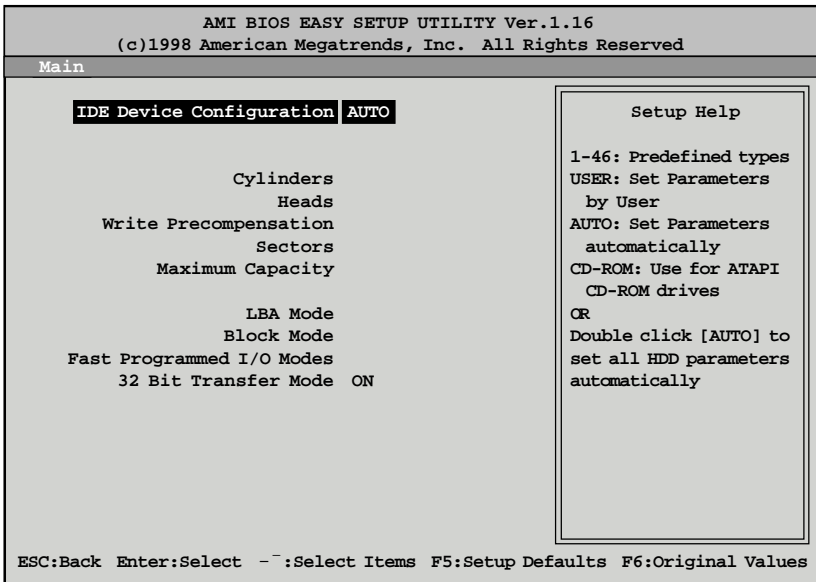 AMI BIOS EASY SETUP UTILITY Ver.1.16
(c)1998 American Megatrends, Inc. All Rights Reserved
Main
IDE Device Configuration AUTO
Cylinders
Heads
Write Precompensation
Sectors
Maximum Capacity
LBA Mode
Block Mode
Fast Programmed I/O Modes
32 Bit Transfer Mode ON
Setup Help
1-46: Predefined types
USER: Set Parameters
by User
AUTO: Set Parameters
automatically
CD-ROM: Use for ATAPI
CD-ROM drives
OR
Double click [AUTO] to
set all HDD parameters
automatically
ESC:Back Enter:Select -¯:Select Items F5:Setup Defaults F6:Original Values